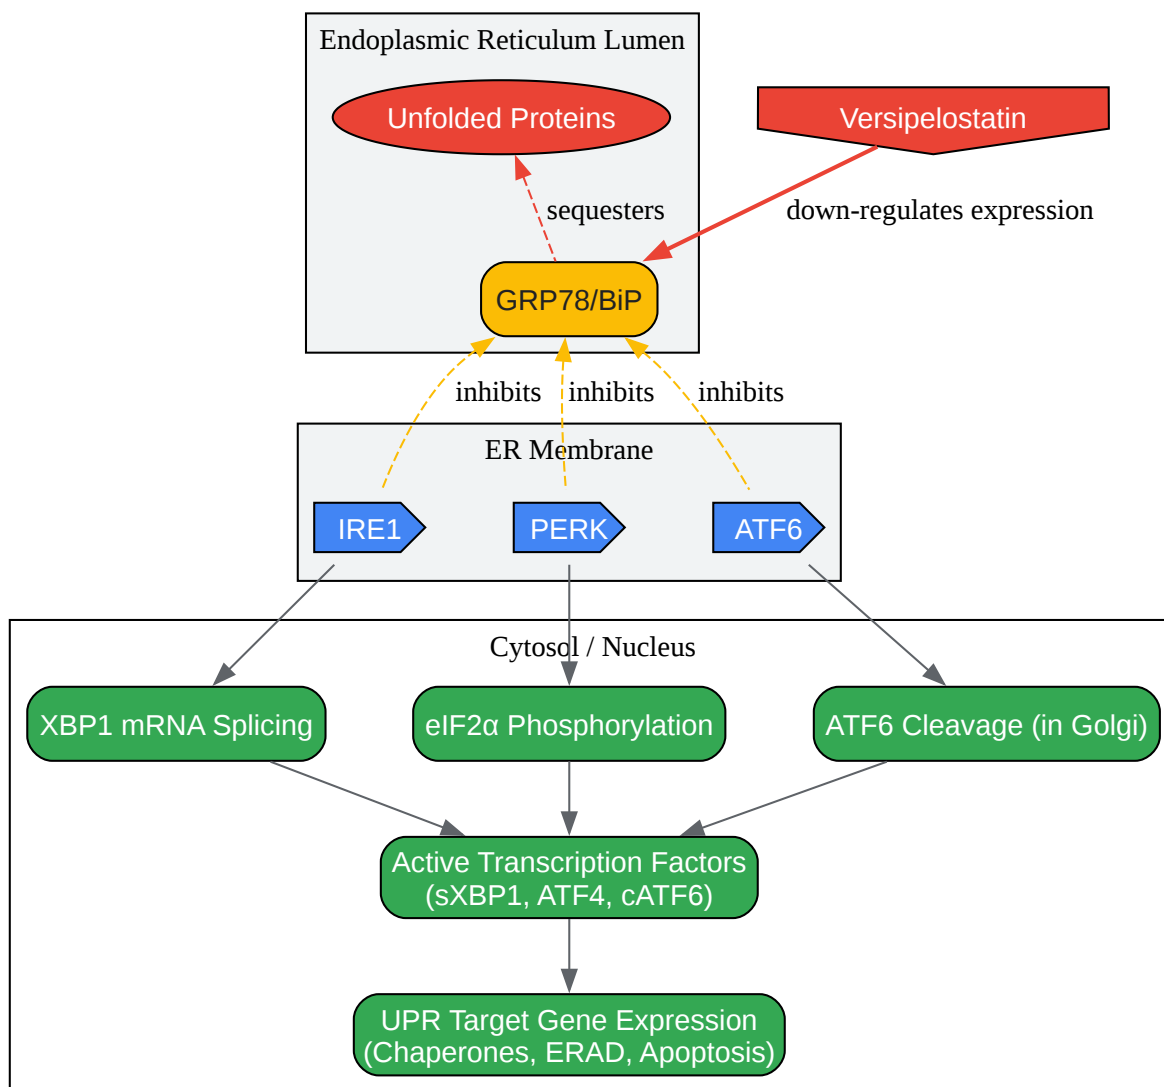 Endoplasmic Reticulum Lumen
Unfolded Proteins
Versipelostatin
sequesters
down-regulates expression
GRP78/BiP
inhibits
inhibits
inhibits
ER Membrane
IRE1
PERK
ATF6
Cytosol / Nucleus
XBP1 mRNA Splicing
eIF2α Phosphorylation
ATF6 Cleavage (in Golgi)
Active Transcription Factors
(sXBP1, ATF4, cATF6)
UPR Target Gene Expression
(Chaperones, ERAD, Apoptosis)